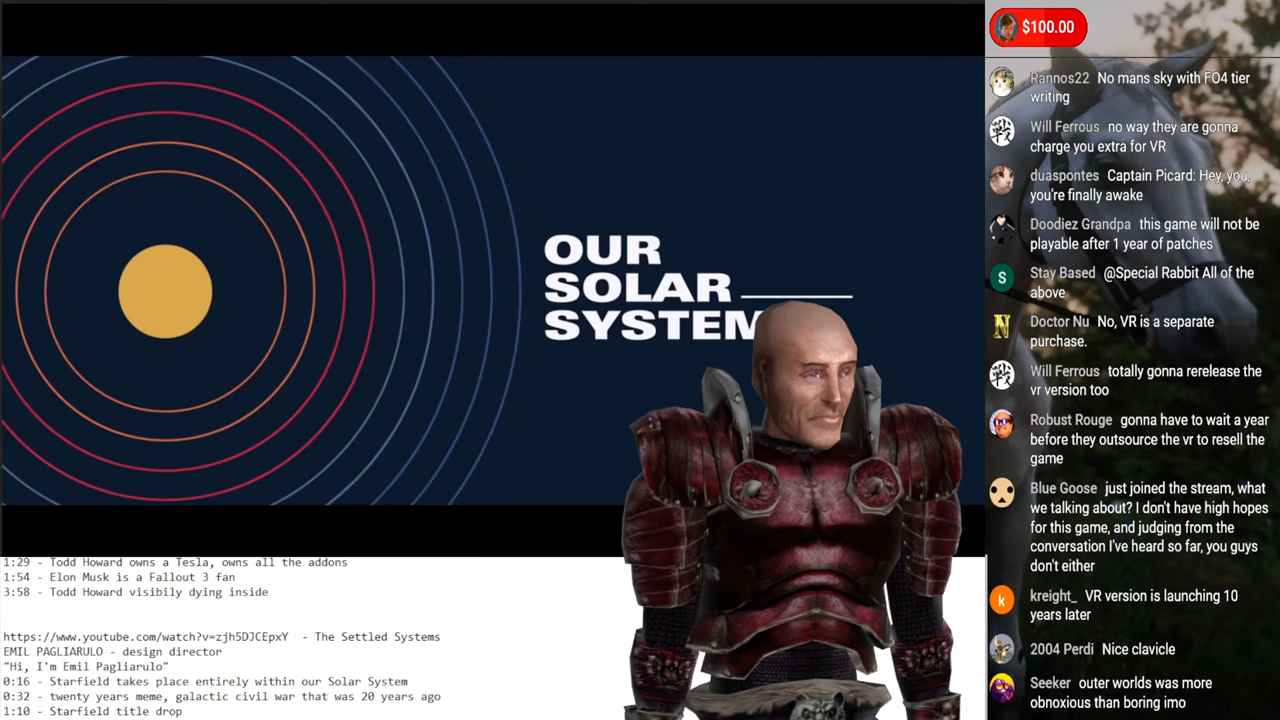 OUR
SOLAR
SYSTEM
1:29 - Todd Howard owns a Tesla, owns all the addons
1:54 - Elon Musk is a Fallout 3 fan
3:58 - Todd Howard visibily dying inside
https://www.youtube.com/watch?v=zjh5DJCEpxY - The Settled Systems
EMIL PAGLIARULO - design director
"Hi, I'm Emil Pagliarulo"
0:16 - Starfield takes place entirely within our Solar System
0:32 - twenty years meme, galactic civil war that was 20 years ago
1:10 - Starfield title drop
$100.00
Rannos22 No mans sky with FO4 tier
writing
Will Ferrous no way they are gonna
charge you extra for VR
duaspontes Captain Picard: Hey, you,
you're finally awake
Doodiez Grandpa this game will not be
playable after 1 year of patches
S
Stay Based @Special Rabbit All of the
above
N
Doctor Nu No, VR is a separate
purchase.
Will Ferrous totally gonna rerelease the
vr version too
Robust Rouge gonna have to wait a year
before they outsource the vr to resell the
game
Blue Goose just joined the stream, what
we talking about? I don't have high hopes
for this game, and judging from the
conversation I've heard so far, you guys
don't either
k
kreight_ VR version is launching 10
years later
2004 Perdi Nice clavicle
Seeker outer worlds was more
obnoxious than boring imo